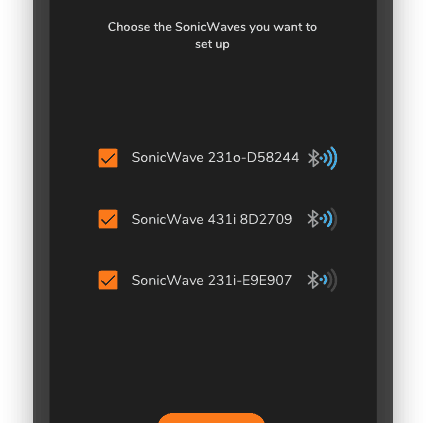 Choose the SonicWaves you want to
set up
SonicWave 231o-D58244
SonicWave 431i 8D2709
SonicWave 231i-E9E907